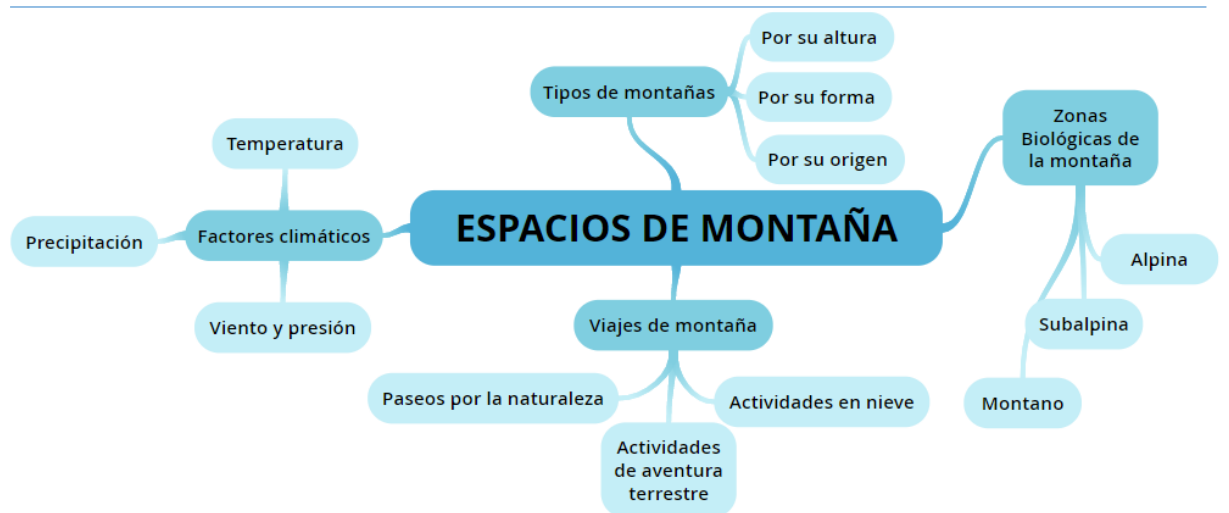 Por su altura
Tipos de montañas
Por su forma
Por su origen
Zonas
Biológicas de
la montaña
Alpina
Subalpina
Montano
Temperatura
Precipitación
Factores climáticos
Viento y presión
ESPACIOS DE MONTAÑA
Viajes de montaña
Paseos por la naturaleza
Actividades en nieve
Actividades
de aventura
terrestre